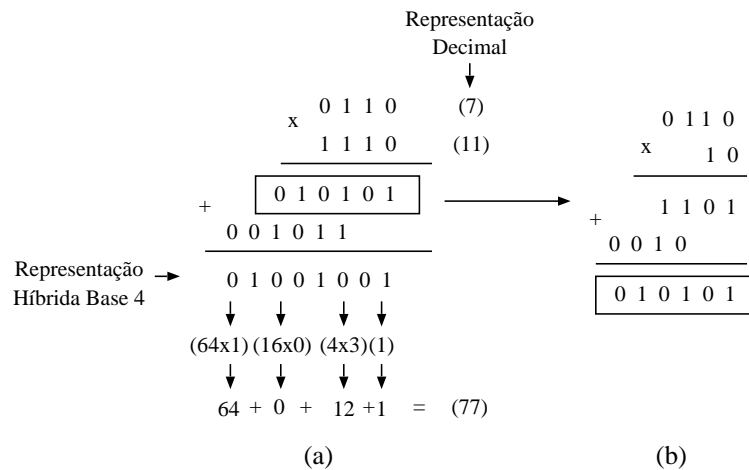 Representação
Decimal
0 1 1 0 (7)
x
1 1 1 0 (11)
0 1 0 1 0 1
+
0 0 1 0 1 1
Representação
Híbrida Base 4
0 1 0 0 1 0 0 1
(64x1) (16x0) (4x3) (1)
64 + 0 + 12 +1 = (77)
(a)
0 1 1 0
x 1 0
1 1 0 1
+
0 0 1 0
0 1 0 1 0 1
(b)